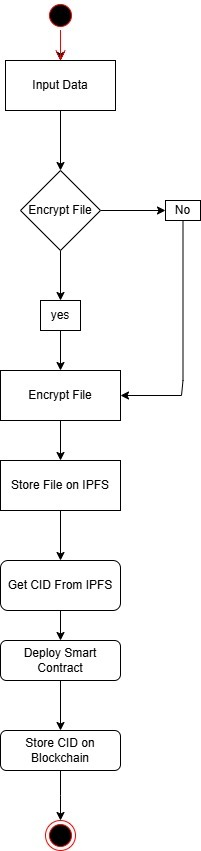 Input Data
Encrypt File
No
yes
Encrypt File
Store File on IPFS
Get CID From IPFS
Deploy Smart
Contract
Store CID on
Blockchain